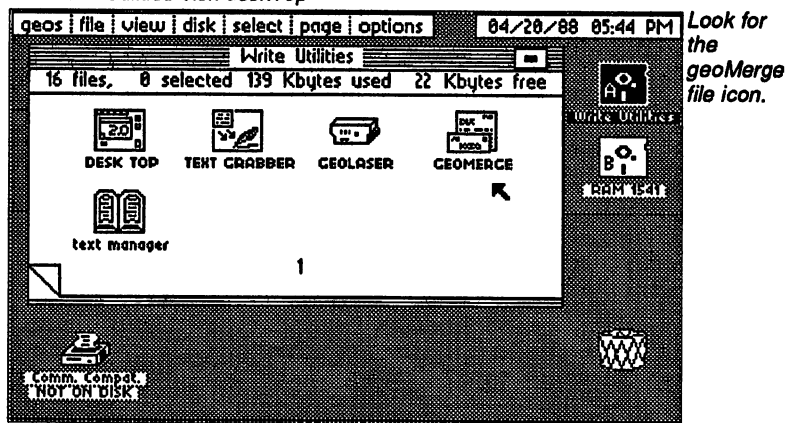 geos file view disk select page options 04/20/88 05:44 PM
Look for
the
geoMerge
file icon.
Write Utilities
16 files, 0 selected 139 Kbytes used 22 Kbytes free
2.0
DESK TOP
TEXT GRABBER
GEOLASER
GEOMERGE
text manager
1
A
Write Utilities
B
RAM 1541
Comm. Compat.
NOT ON DISK